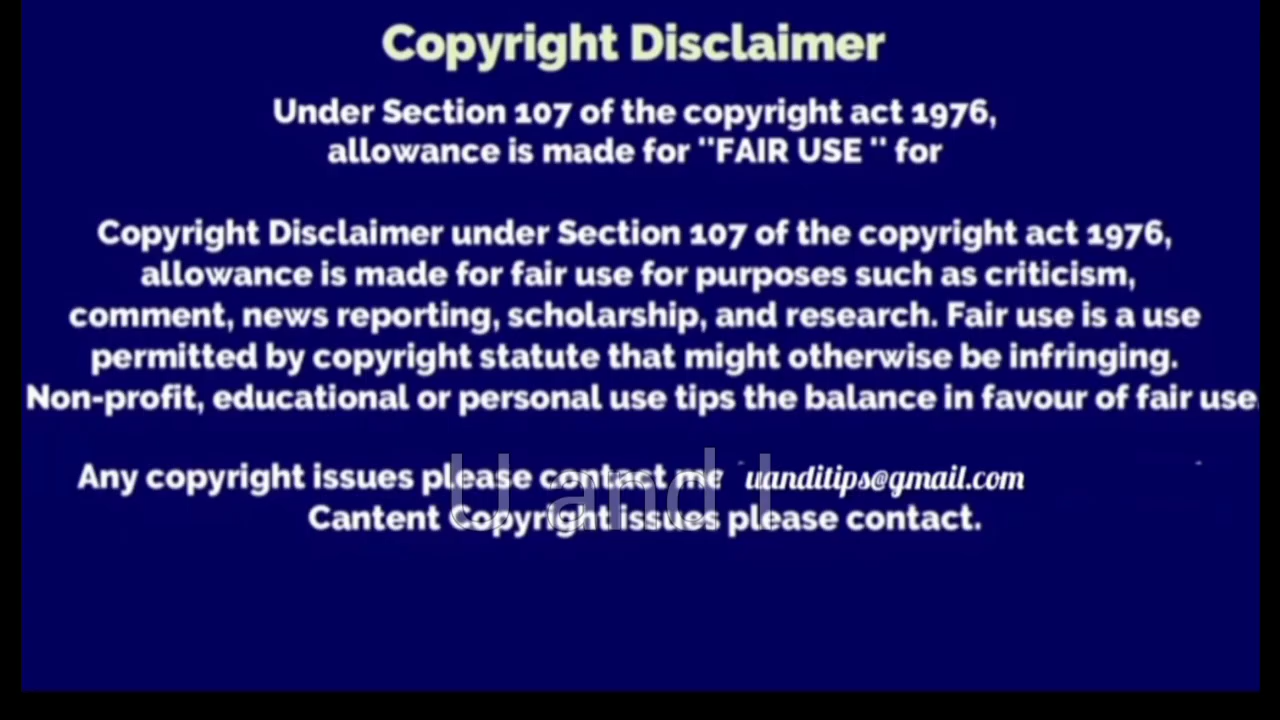 Copyright Disclaimer
Under Section 107 of the copyright act 1976,
allowance is made for "FAIR USE " for
Copyright Disclaimer under Section 107 of the copyright act 1976,
allowance is made for fair use for purposes such as criticism,
comment, news reporting, scholarship, and research. Fair use is a use
permitted by copyright statute that might otherwise be infringing.
Non-profit, educational or personal use tips the balance in favour of fair use.
Any copyright issues please contact me uanditips@gmail.com
U and I
Cantent Copyright issues please contact.